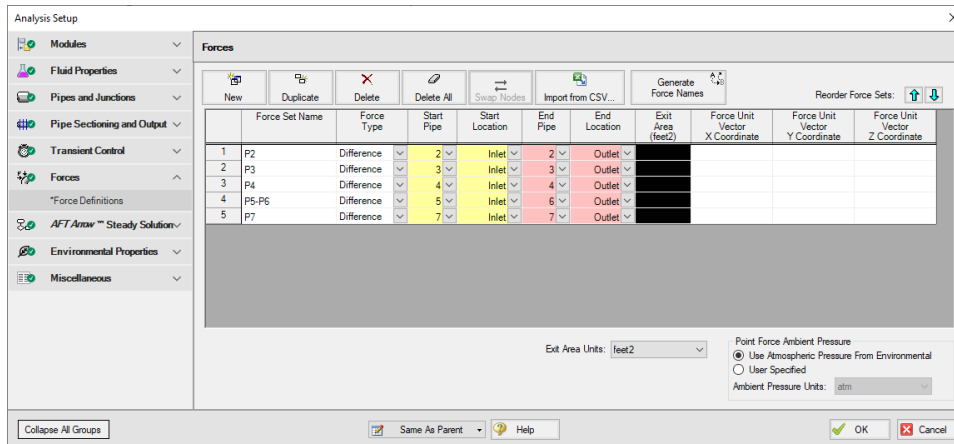 Analysis Setup
Modules
Fluid Properties
Pipes and Junctions
Pipe Sectioning and Output
Transient Control
Forces
*Force Definitions
AFT Arrow ™ Steady Solution
Environmental Properties
Miscellaneous
Forces
New Duplicate Delete Delete All Swap Nodes Import from CSV... Generate Force Names Reorder Force Sets:
Force Set Name Force Type Start Pipe Start Location End Pipe End Location Exit Area (feet2) Force Unit Vector X Coordinate Force Unit Vector Y Coordinate Force Unit Vector Z Coordinate
1 P2 Difference 2 Inlet 2 Outlet
2 P3 Difference 3 Inlet 3 Outlet
3 P4 Difference 4 Inlet 4 Outlet
4 P5-P6 Difference 5 Inlet 6 Outlet
5 P7 Difference 7 Inlet 7 Outlet
Exit Area Units: feet2
Point Force Ambient Pressure
Use Atmospheric Pressure From Environmental
User Specified
Ambient Pressure Units: atm
Collapse All Groups Same As Parent Help OK Cancel